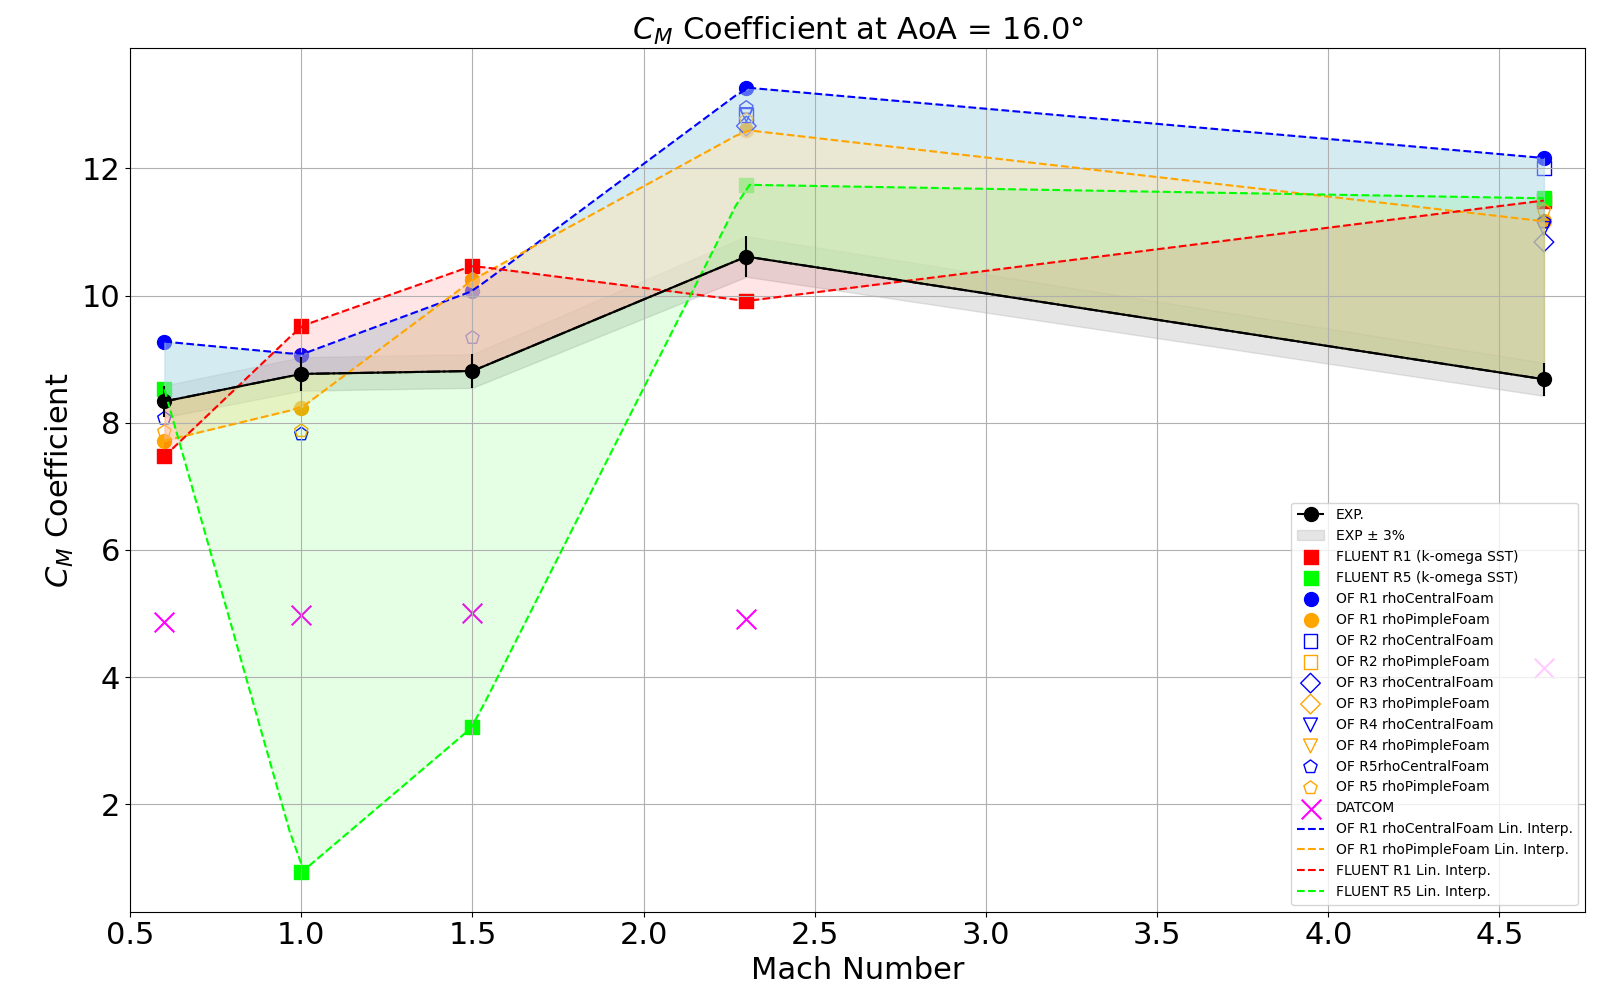 C_M Coefficient at AoA = 16.0°
C_M Coefficient
12
10
8
6
4
2
0.5 1.0 1.5 2.0 2.5 3.0 3.5 4.0 4.5
Mach Number
EXP.
EXP ± 3%
FLUENT R1 (k-omega SST)
FLUENT R5 (k-omega SST)
OF R1 rhoCentralFoam
OF R1 rhoPimpleFoam
OF R2 rhoCentralFoam
OF R2 rhoPimpleFoam
OF R3 rhoCentralFoam
OF R3 rhoPimpleFoam
OF R4 rhoCentralFoam
OF R4 rhoPimpleFoam
OF R5rhoCentralFoam
OF R5 rhoPimpleFoam
DATCOM
OF R1 rhoCentralFoam Lin. Interp.
OF R1 rhoPimpleFoam Lin. Interp.
FLUENT R1 Lin. Interp.
FLUENT R5 Lin. Interp.